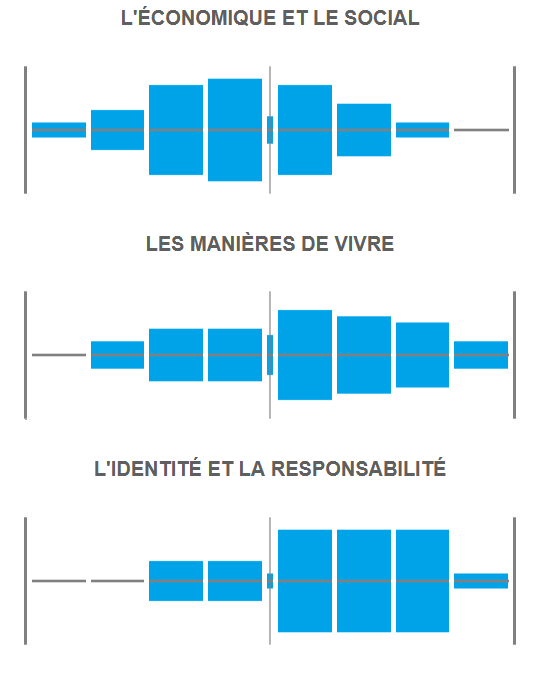 L'ÉCONOMIQUE ET LE SOCIAL
LES MANIÈRES DE VIVRE
L'IDENTITÉ ET LA RESPONSABILITÉ